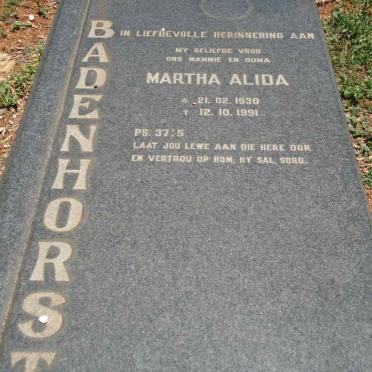 BADENHORST
IN LIEFDEVOLLE HERINNERING AAN
MY GELIEFDE VROU
ONS MAMMIE EN OUMA
MARTHA ALIDA
* 21. 02. 1930
† 12. 10. 1991
PS. 37:5
LAAT JOU LEWE AAN DIE HERE OOR
EN VERTROU OP HOM; HY SAL SORG.